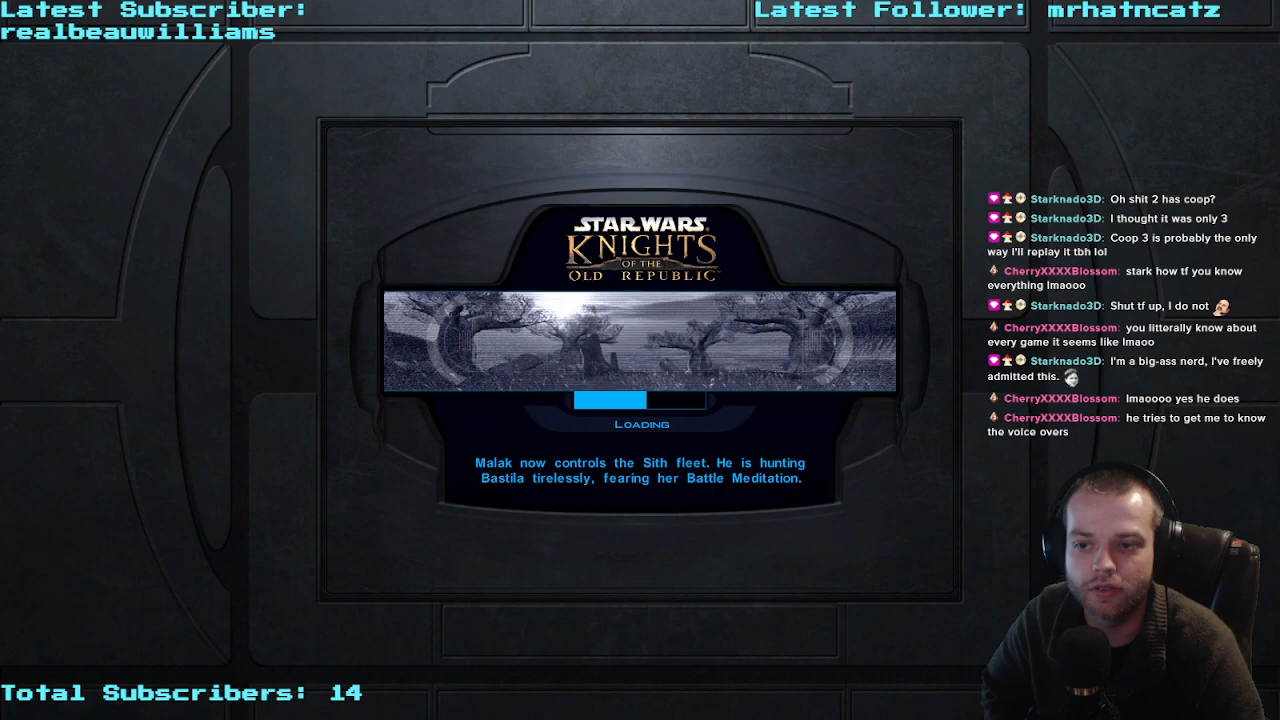 Latest Subscriber:
realbeauwilliams
Latest Follower: mrhatncatz
STAR WARS
KNIGHTS
OF THE
OLD REPUBLIC
LOADING
Malak now controls the Sith fleet. He is hunting
Bastila tirelessly, fearing her Battle Meditation.
Starknado3D: Oh shit 2 has coop?
Starknado3D: I thought it was only 3
Starknado3D: Coop 3 is probably the only
way I'll replay it tbh lol
CherryXXXXBlossom: stark how tf you know
everything lmaooo
Starknado3D: Shut tf up, I do not
CherryXXXXBlossom: you litterally know about
every game it seems like lmaoo
Starknado3D: I'm a big-ass nerd, I've freely
admitted this.
CherryXXXXBlossom: lmaoooo yes he does
CherryXXXXBlossom: he tries to get me to know
the voice overs
Total Subscribers: 14